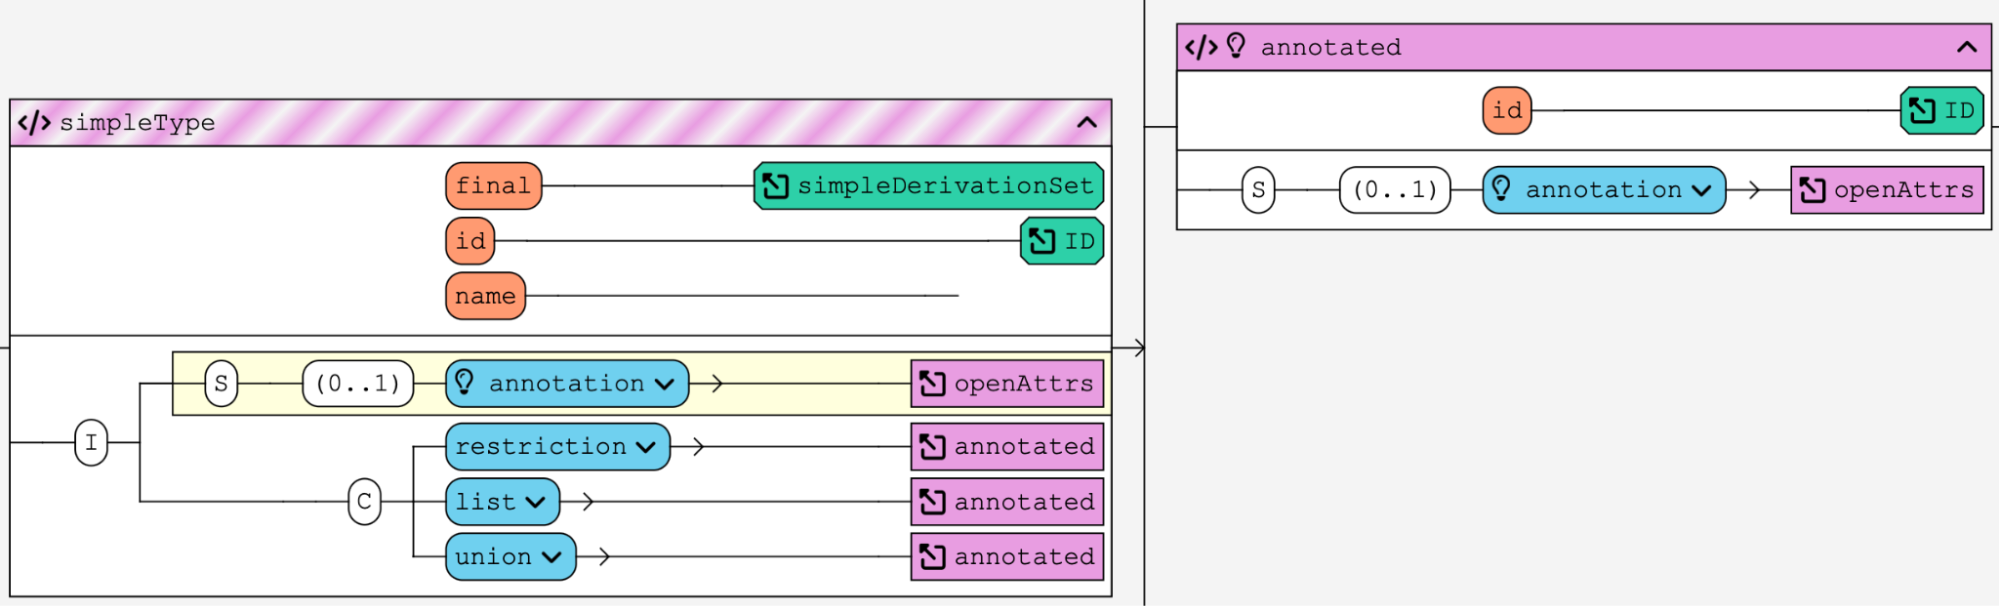 </> simpleType
final simpleDerivationSet
id ID
name
I
S (0..1) annotation openAttrs
C
restriction annotated
list annotated
union annotated
</> annotated
id ID
S (0..1) annotation openAttrs